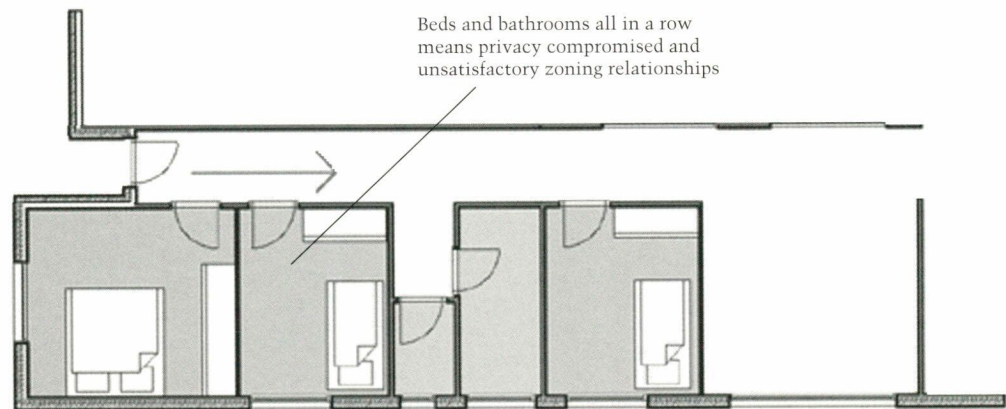 Beds and bathrooms all in a row
means privacy compromised and
unsatisfactory zoning relationships